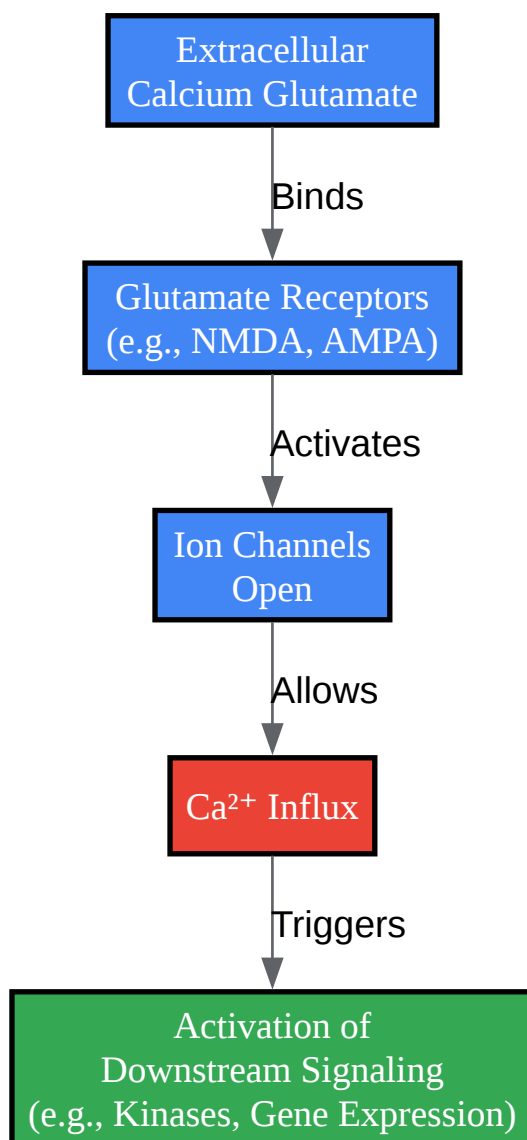 Extracellular
Calcium Glutamate
Binds
Glutamate Receptors
(e.g., NMDA, AMPA)
Activates
Ion Channels
Open
Allows
Ca²⁺ Influx
Triggers
Activation of
Downstream Signaling
(e.g., Kinases, Gene Expression)